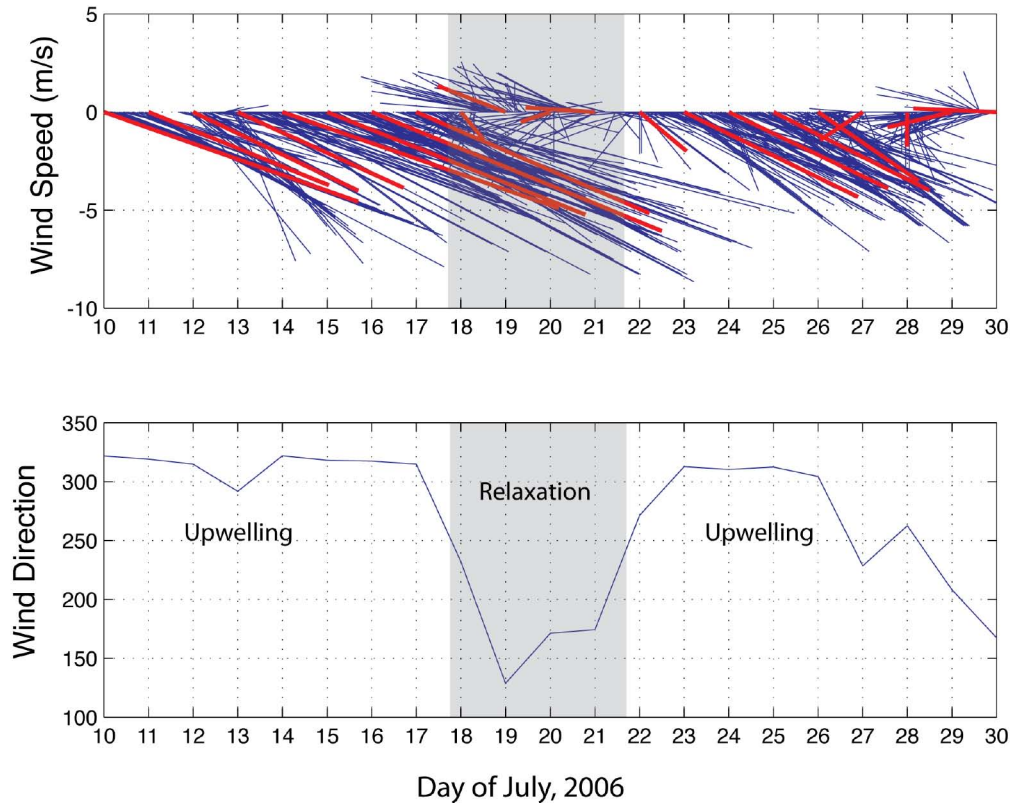 Wind Speed (m/s)
5
0
-5
-10
10 11 12 13 14 15 16 17 18 19 20 21 22 23 24 25 26 27 28 29 30
Wind Direction
350
300
250
200
150
100
Relaxation
Upwelling
Upwelling
10 11 12 13 14 15 16 17 18 19 20 21 22 23 24 25 26 27 28 29 30
Day of July, 2006